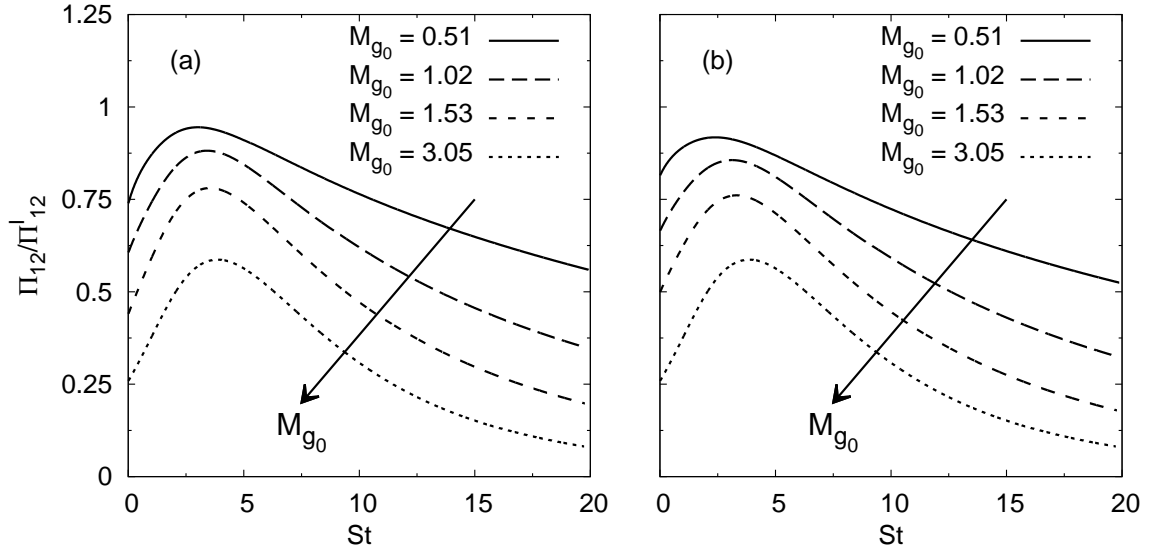 Π₁₂/Πᴵ₁₂
1.25
1
0.75
0.5
0.25
0
(a)
M_g₀ = 0.51
M_g₀ = 1.02
M_g₀ = 1.53
M_g₀ = 3.05
M_g₀
0 5 10 15 20
St
(b)
M_g₀ = 0.51
M_g₀ = 1.02
M_g₀ = 1.53
M_g₀ = 3.05
M_g₀
0 5 10 15 20
St